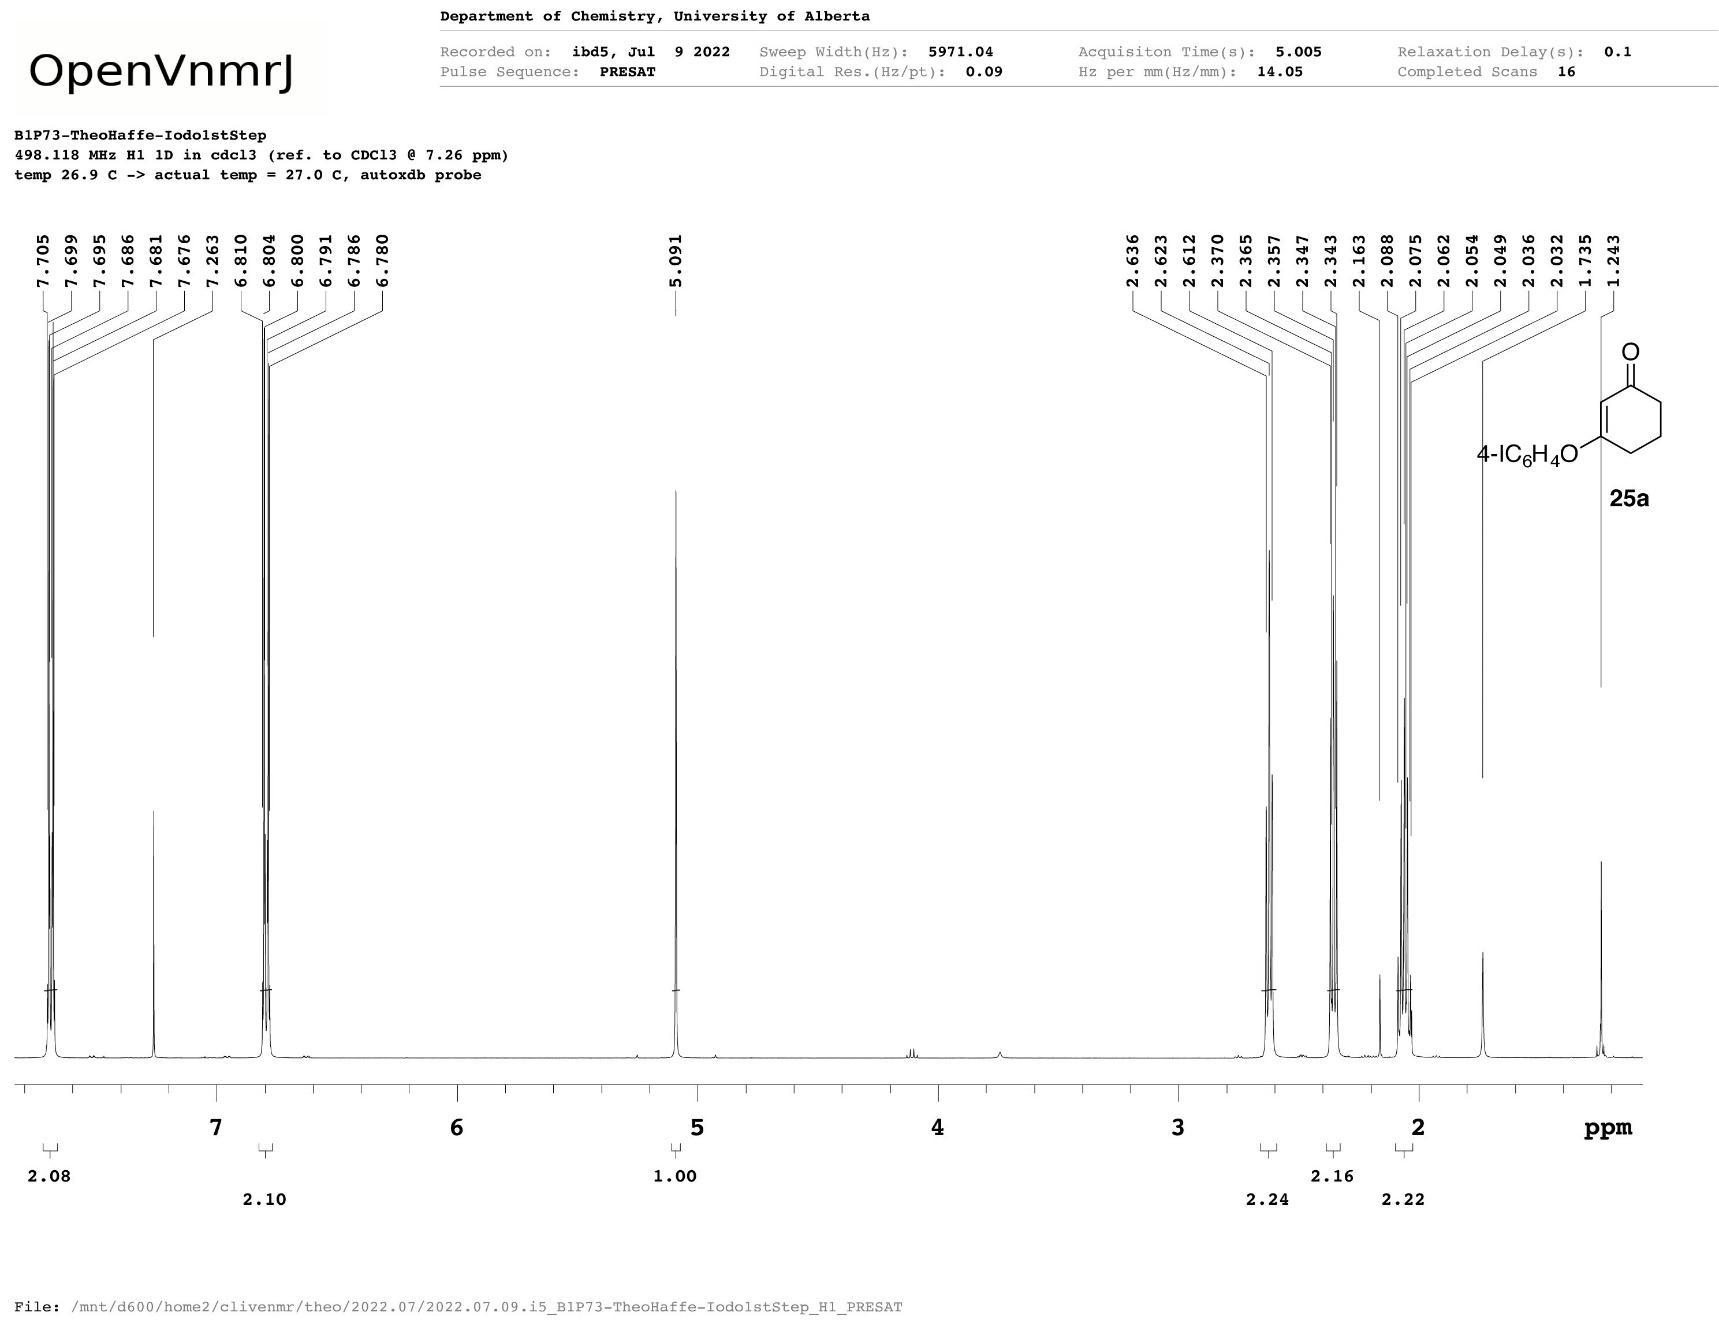 Department of Chemistry, University of Alberta
OpenVnmrJ
Recorded on: ibd5, Jul 9 2022 Sweep Width(Hz): 5971.04 Acquisiton Time(s): 5.005 Relaxation Delay(s): 0.1
Pulse Sequence: PRESAT Digital Res.(Hz/pt): 0.09 Hz per mm(Hz/mm): 14.05 Completed Scans 16
B1P73-TheoHaffe-Iodo1stStep
498.118 MHz H1 1D in cdcl3 (ref. to CDCl3 @ 7.26 ppm)
temp 26.9 C -> actual temp = 27.0 C, autoxdb probe
7.705 7.699 7.695 7.686 7.681 7.676 7.263 6.810 6.804 6.800 6.791 6.786 6.780 5.091 2.636 2.623 2.612 2.370 2.365 2.357 2.347 2.343 2.163 2.088 2.075 2.062 2.054 2.049 2.036 2.032 1.735 1.243
O
4-IC6H4O
25a
7 6 5 4 3 2 ppm
2.08 1.00 2.16
2.10 2.24 2.22
File: /mnt/d600/home2/clivenmr/theo/2022.07/2022.07.09.i5_B1P73-TheoHaffe-Iodo1stStep_H1_PRESAT